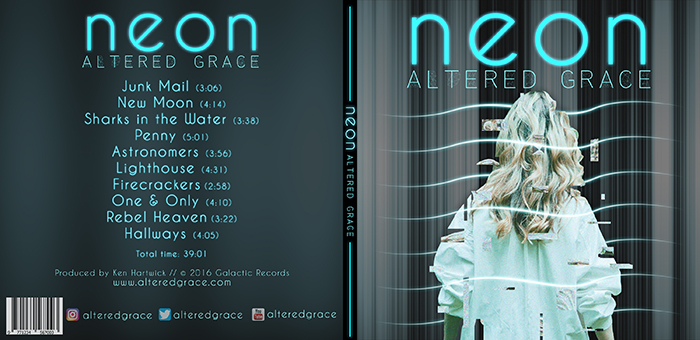 neon
ALTERED GRACE
Junk Mail (3:06)
New Moon (4:14)
Sharks in the Water (3:38)
Penny (5:01)
Astronomers (3:56)
Lighthouse (4:31)
Firecrackers (2:58)
One & Only (4:10)
Rebel Heaven (3:22)
Hallways (4:05)
Total time: 39:01
Produced by Ken Hartwick // © 2016 Galactic Records
www.alteredgrace.com
alteredgrace alteredgrace alteredgrace
neon ALTERED GRACE
neon
ALTERED GRACE